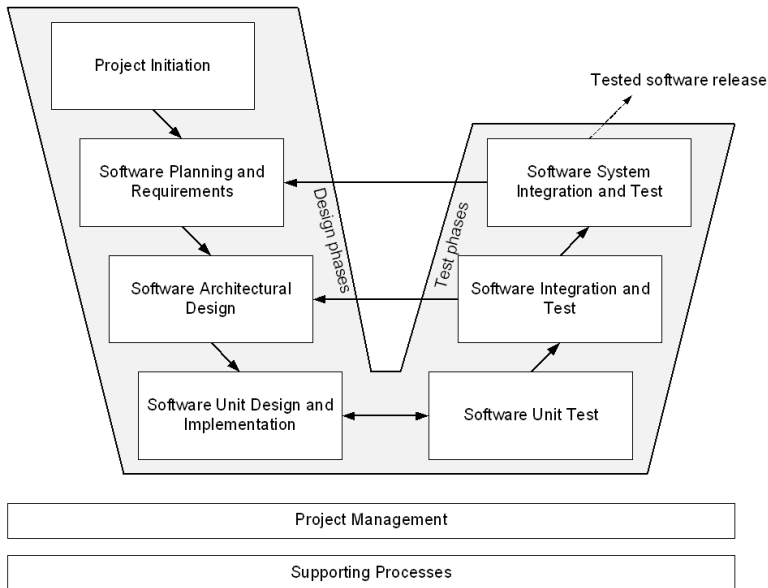 Project Initiation
Tested software release
Software Planning and
Requirements
Software System
Integration and Test
Design phases
Test phases
Software Architectural
Design
Software Integration and
Test
Software Unit Design and
Implementation
Software Unit Test
Project Management
Supporting Processes